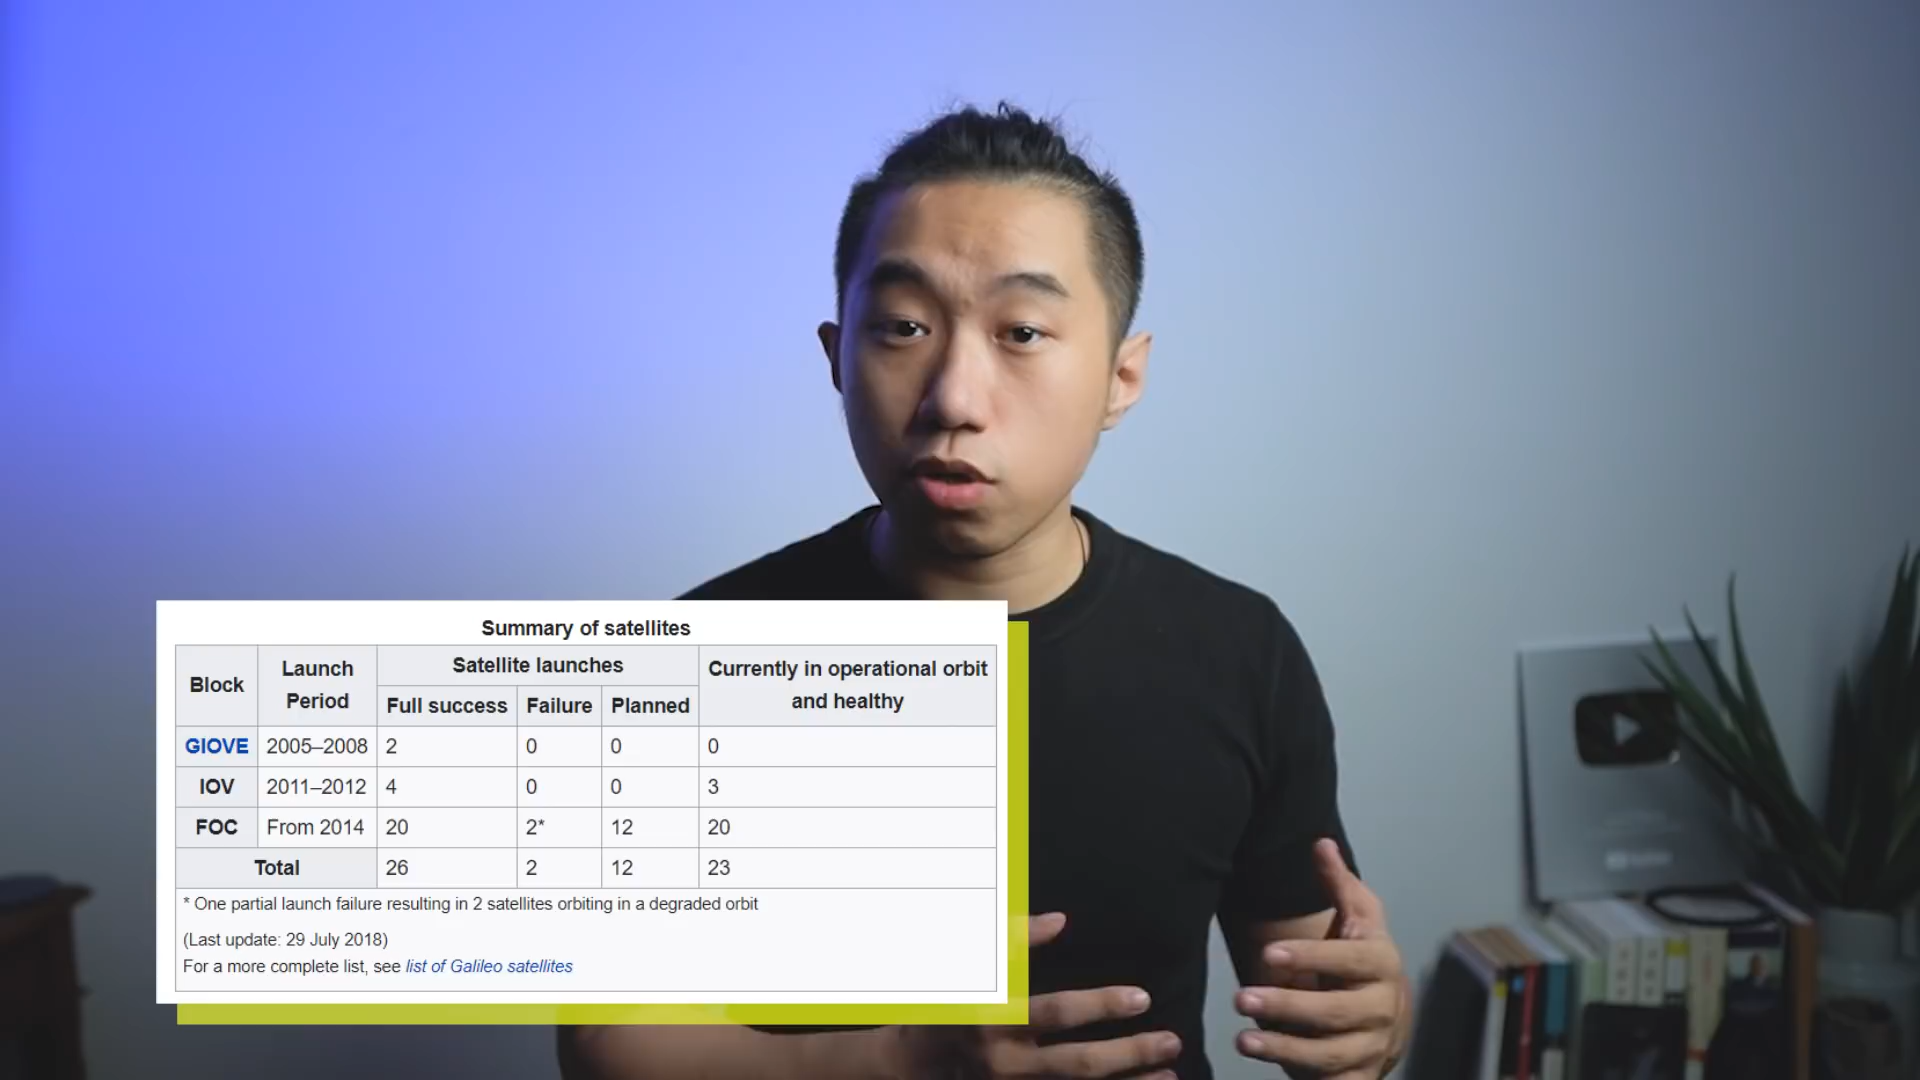 Summary of satellites
Block Launch Period Satellite launches Currently in operational orbit and healthy
Full success Failure Planned
GIOVE 2005–2008 2 0 0 0
IOV 2011–2012 4 0 0 3
FOC From 2014 20 2* 12 20
Total 26 2 12 23
* One partial launch failure resulting in 2 satellites orbiting in a degraded orbit
(Last update: 29 July 2018)
For a more complete list, see list of Galileo satellites